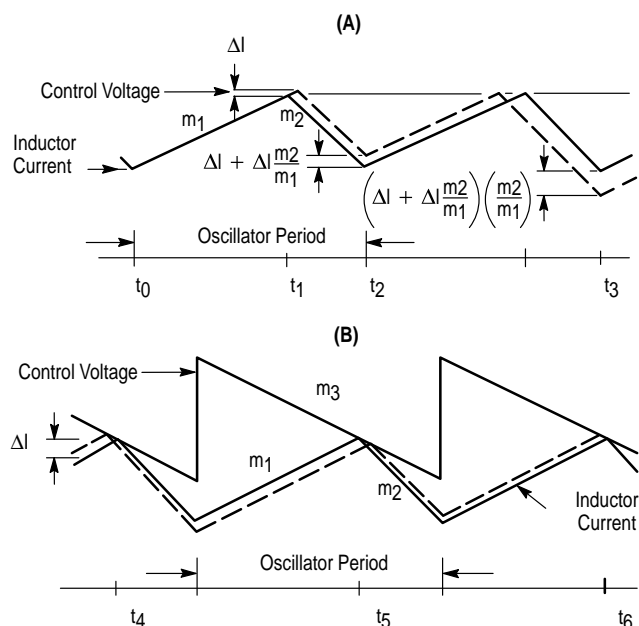 (A)
ΔI
Control Voltage
m1
m2
Inductor
Current
ΔI + ΔI m2/m1
(ΔI + ΔI m2/m1) (m2/m1)
Oscillator Period
t0
t1
t2
t3
(B)
Control Voltage
m3
ΔI
m1
m2
Inductor
Current
Oscillator Period
t4
t5
t6